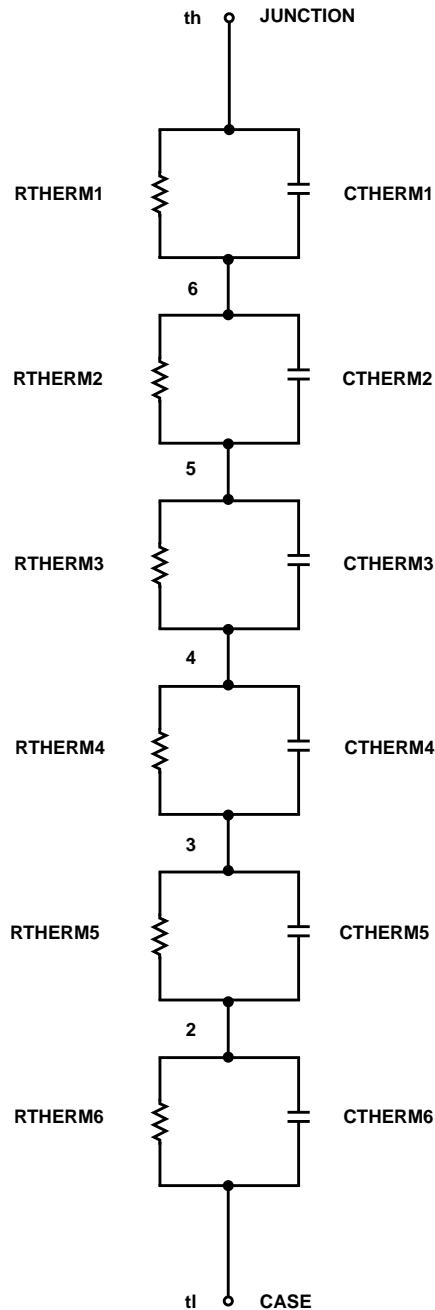 th JUNCTION
RTHERM1 CTHERM1
6
RTHERM2 CTHERM2
5
RTHERM3 CTHERM3
4
RTHERM4 CTHERM4
3
RTHERM5 CTHERM5
2
RTHERM6 CTHERM6
tl CASE